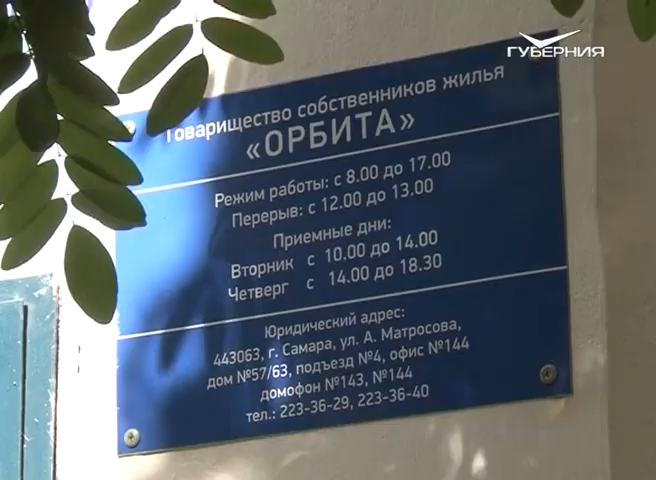 ГУБЕРНИЯ
Товарищество собственников жилья
«ОРБИТА»
Режим работы: с 8.00 до 17.00
Перерыв: с 12.00 до 13.00
Приемные дни:
Вторник с 10.00 до 14.00
Четверг с 14.00 до 18.30
Юридический адрес:
443063, г. Самара, ул. А. Матросова,
дом №57/63, подъезд №4, офис №144
домофон №143, №144
тел.: 223-36-29, 223-36-40